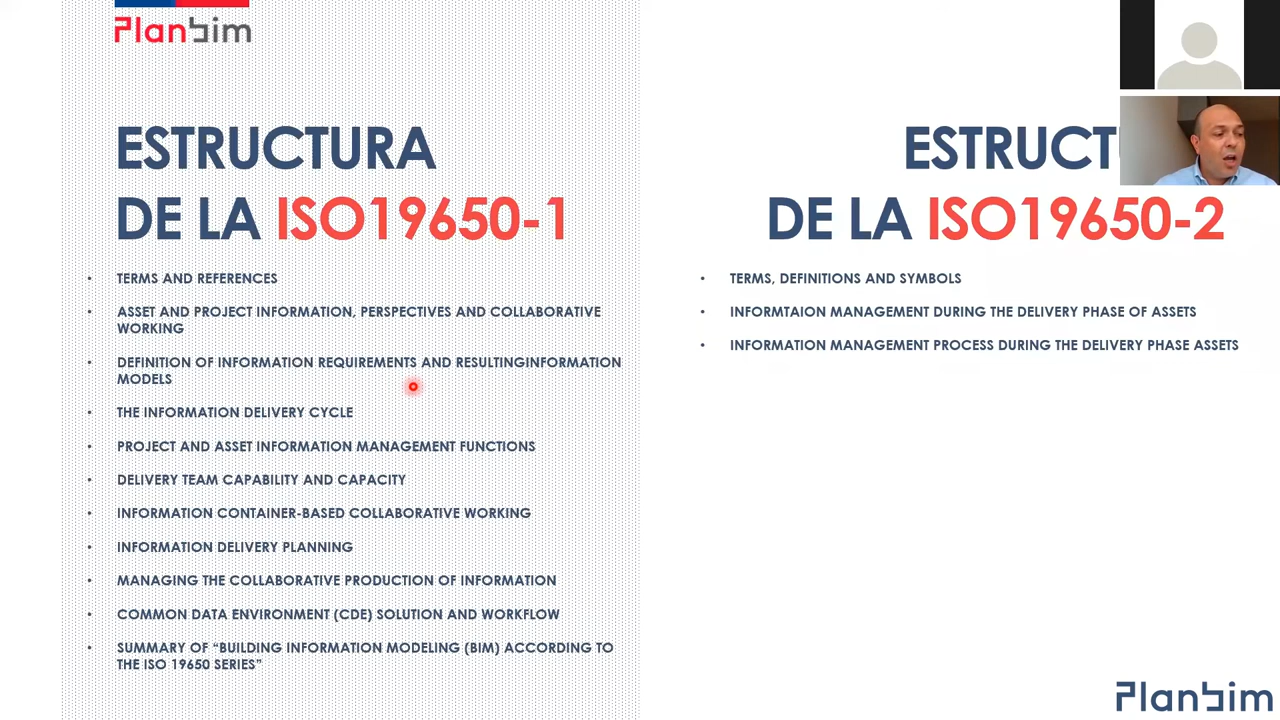 Planbim
ESTRUCTURA
DE LA ISO19650-1
• TERMS AND REFERENCES
• ASSET AND PROJECT INFORMATION, PERSPECTIVES AND COLLABORATIVE
WORKING
• DEFINITION OF INFORMATION REQUIREMENTS AND RESULTINGINFORMATION
MODELS
• THE INFORMATION DELIVERY CYCLE
• PROJECT AND ASSET INFORMATION MANAGEMENT FUNCTIONS
• DELIVERY TEAM CAPABILITY AND CAPACITY
• INFORMATION CONTAINER-BASED COLLABORATIVE WORKING
• INFORMATION DELIVERY PLANNING
• MANAGING THE COLLABORATIVE PRODUCTION OF INFORMATION
• COMMON DATA ENVIRONMENT (CDE) SOLUTION AND WORKFLOW
• SUMMARY OF “BUILDING INFORMATION MODELING (BIM) ACCORDING TO
THE ISO 19650 SERIES”
DE LA ISO19650-2
• TERMS, DEFINITIONS AND SYMBOLS
• INFORMTAION MANAGEMENT DURING THE DELIVERY PHASE OF ASSETS
• INFORMATION MANAGEMENT PROCESS DURING THE DELIVERY PHASE ASSETS
Planbim